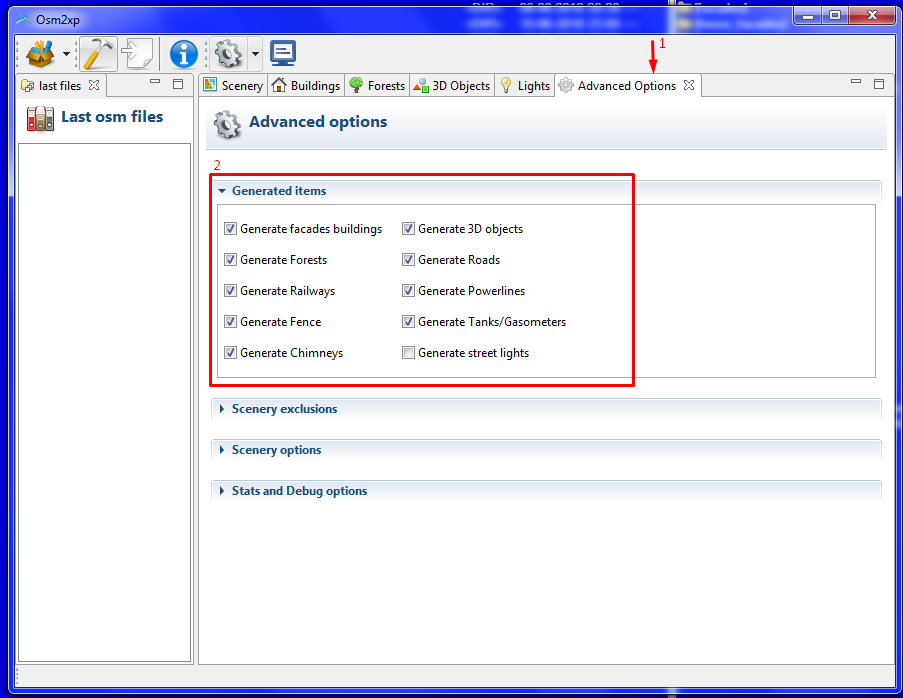 Osm2xp
1
last files
Scenery Buildings Forests 3D Objects Lights Advanced Options
Last osm files
Advanced options
2
Generated items
Generate facades buildings Generate 3D objects
Generate Forests Generate Roads
Generate Railways Generate Powerlines
Generate Fence Generate Tanks/Gasometers
Generate Chimneys Generate street lights
Scenery exclusions
Scenery options
Stats and Debug options